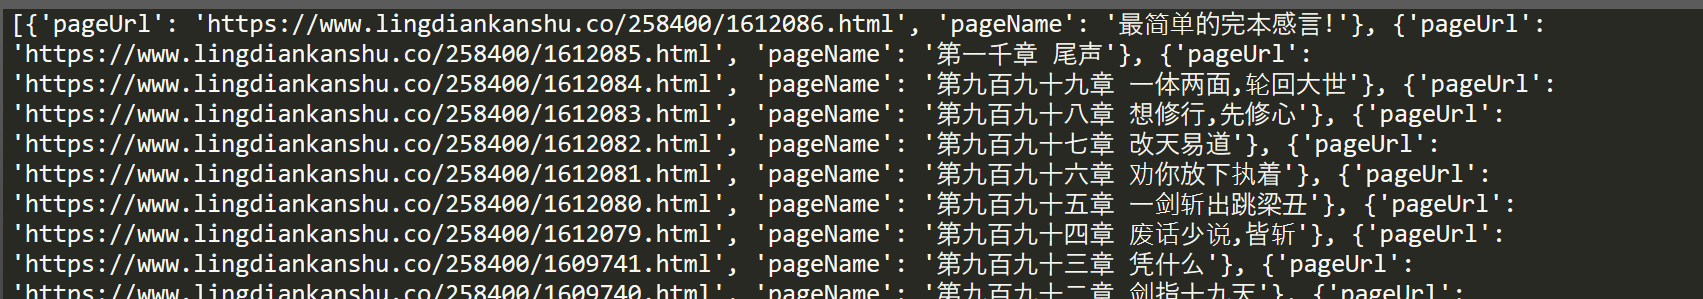 [{'pageUrl': 'https://www.lingdiankanshu.co/258400/1612086.html', 'pageName': '最简单的完本感言!'}, {'pageUrl':
'https://www.lingdiankanshu.co/258400/1612085.html', 'pageName': '第一千章 尾声'}, {'pageUrl':
'https://www.lingdiankanshu.co/258400/1612084.html', 'pageName': '第九百九十九章 一体两面,轮回大世'}, {'pageUrl':
'https://www.lingdiankanshu.co/258400/1612083.html', 'pageName': '第九百九十八章 想修行,先修心'}, {'pageUrl':
'https://www.lingdiankanshu.co/258400/1612082.html', 'pageName': '第九百九十七章 改天易道'}, {'pageUrl':
'https://www.lingdiankanshu.co/258400/1612081.html', 'pageName': '第九百九十六章 劝你放下执着'}, {'pageUrl':
'https://www.lingdiankanshu.co/258400/1612080.html', 'pageName': '第九百九十五章 一剑斩出跳梁丑'}, {'pageUrl':
'https://www.lingdiankanshu.co/258400/1612079.html', 'pageName': '第九百九十四章 废话少说,皆斩'}, {'pageUrl':
'https://www.lingdiankanshu.co/258400/1609741.html', 'pageName': '第九百九十三章 凭什么'}, {'pageUrl':
'https://www.lingdiankanshu.co/258400/1609740.html', 'pageName': '第九百九十二章 剑指十九天'}, {'pageUrl':